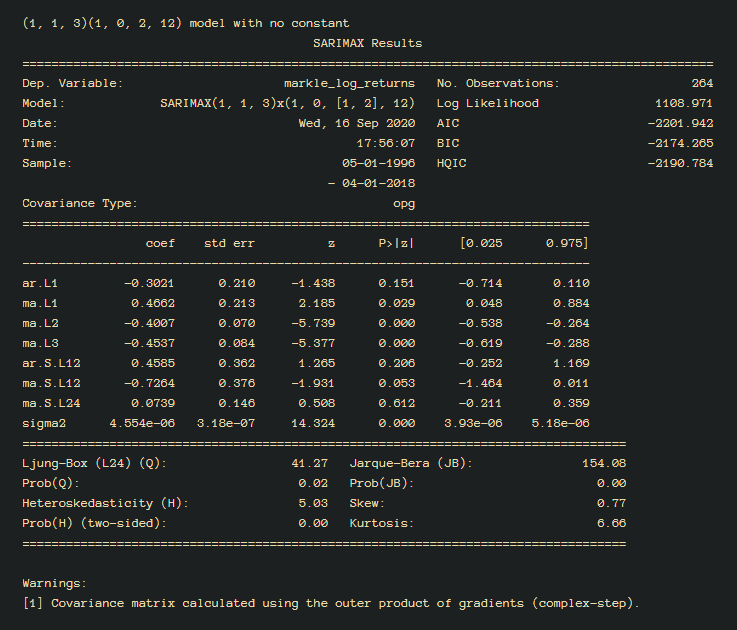 (1, 1, 3)(1, 0, 2, 12) model with no constant
SARIMAX Results
==========================================================================================
Dep. Variable: markle_log_returns No. Observations: 264
Model: SARIMAX(1, 1, 3)x(1, 0, [1, 2], 12) Log Likelihood 1108.971
Date: Wed, 16 Sep 2020 AIC -2201.942
Time: 17:56:07 BIC -2174.265
Sample: 05-01-1996 HQIC -2190.784
- 04-01-2018
Covariance Type: opg
==============================================================================
coef std err z P>|z| [0.025 0.975]
------------------------------------------------------------------------------
ar.L1 -0.3021 0.210 -1.438 0.151 -0.714 0.110
ma.L1 0.4662 0.213 2.185 0.029 0.048 0.884
ma.L2 -0.4007 0.070 -5.739 0.000 -0.538 -0.264
ma.L3 -0.4537 0.084 -5.377 0.000 -0.619 -0.288
ar.S.L12 0.4585 0.362 1.265 0.206 -0.252 1.169
ma.S.L12 -0.7264 0.376 -1.931 0.053 -1.464 0.011
ma.S.L24 0.0739 0.146 0.508 0.612 -0.211 0.359
sigma2 4.554e-06 3.18e-07 14.324 0.000 3.93e-06 5.18e-06
===================================================================================
Ljung-Box (L24) (Q): 41.27 Jarque-Bera (JB): 154.08
Prob(Q): 0.02 Prob(JB): 0.00
Heteroskedasticity (H): 5.03 Skew: 0.77
Prob(H) (two-sided): 0.00 Kurtosis: 6.66
===================================================================================
Warnings:
[1] Covariance matrix calculated using the outer product of gradients (complex-step).